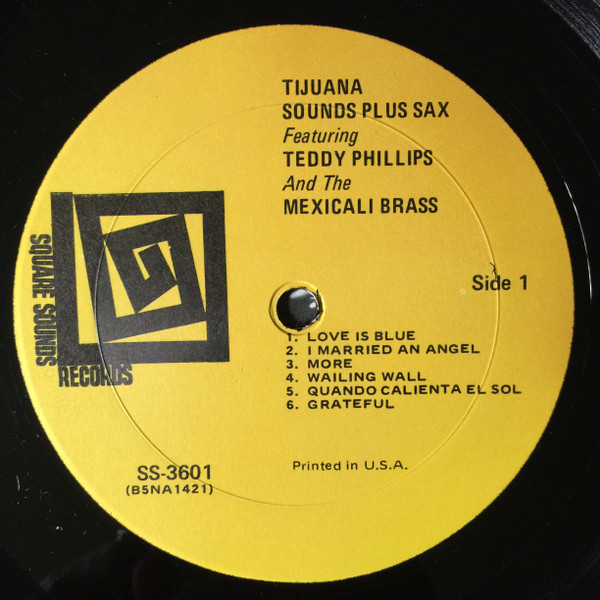 TIJUANA
SOUNDS PLUS SAX
Featuring
TEDDY PHILLIPS
And The
MEXICALI BRASS
SQUARE SOUNDS
RECORDS
Side 1
1. LOVE IS BLUE
2. I MARRIED AN ANGEL
3. MORE
4. WAILING WALL
5. QUANDO CALIENTA EL SOL
6. GRATEFUL
SS-3601
(B5NA1421)
Printed in U.S.A.